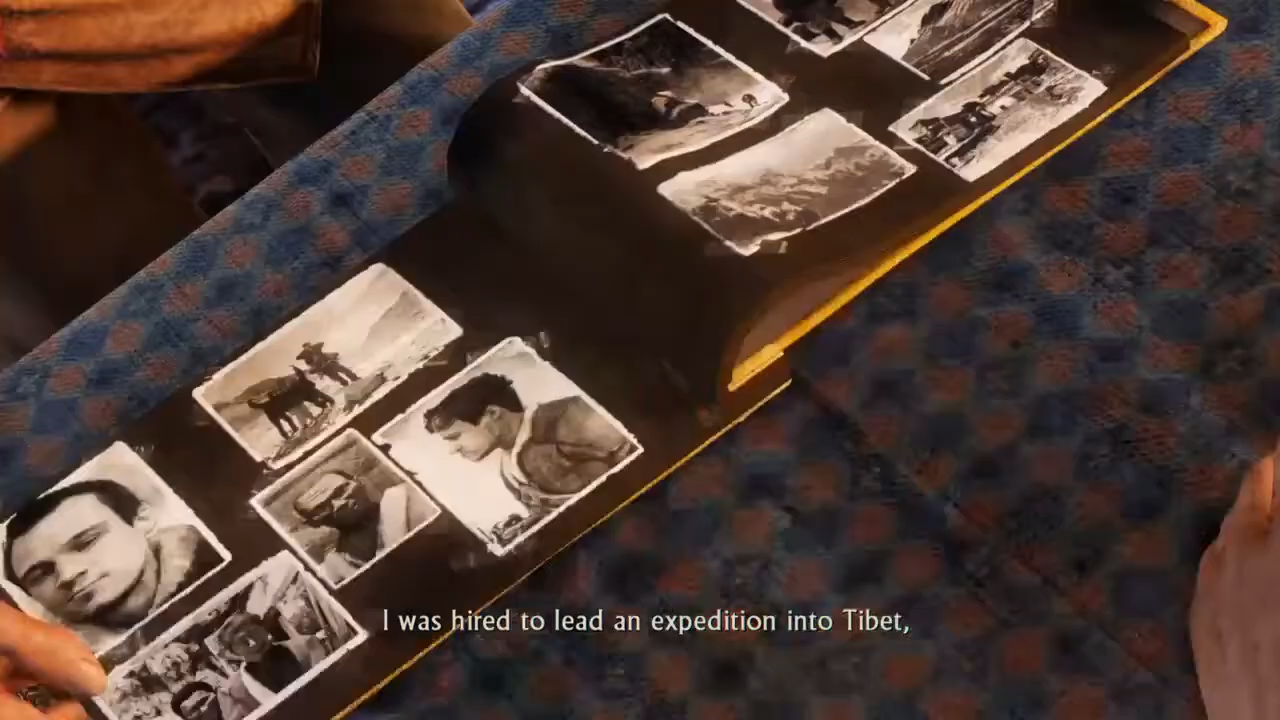 I was hired to lead an expedition into Tibet,